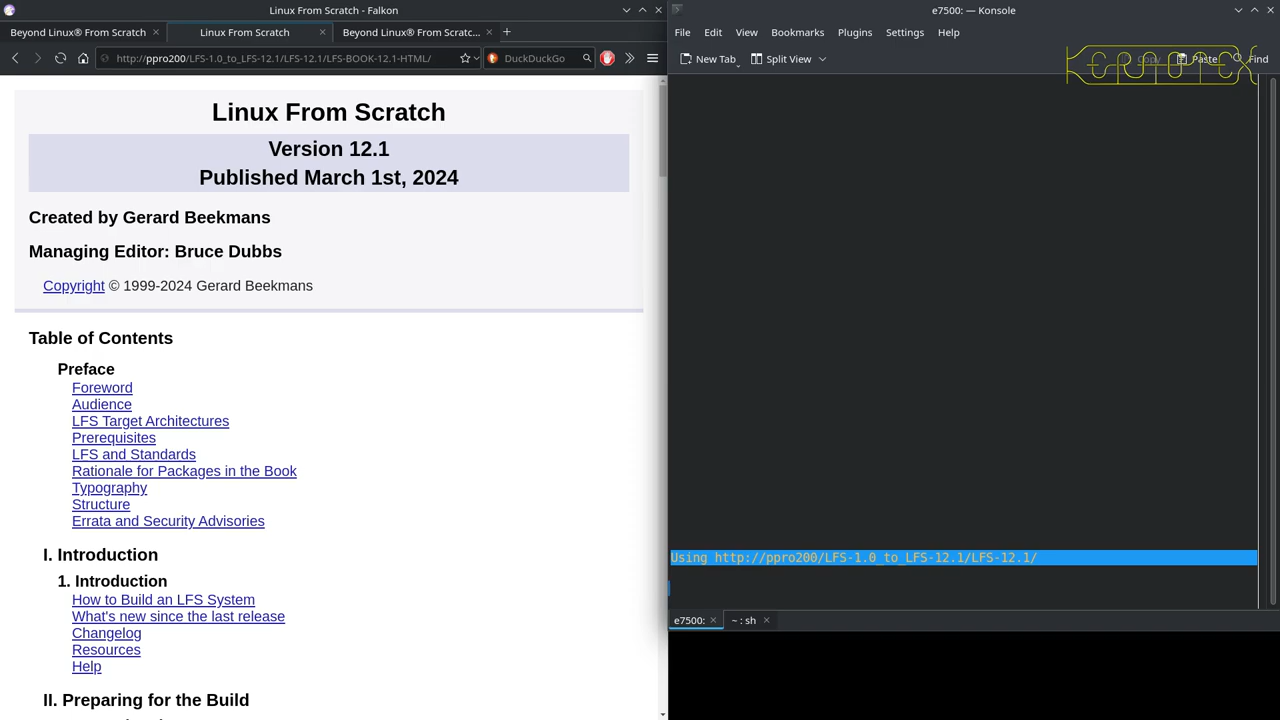 Linux From Scratch - Falkon
Beyond Linux® From Scratch
Linux From Scratch
Beyond Linux® From Scratc...
http://ppro200/LFS-1.0_to_LFS-12.1/LFS-12.1/LFS-BOOK-12.1-HTML/
DuckDuckGo
Linux From Scratch
Version 12.1
Published March 1st, 2024
Created by Gerard Beekmans
Managing Editor: Bruce Dubbs
Copyright © 1999-2024 Gerard Beekmans
Table of Contents
Preface
Foreword
Audience
LFS Target Architectures
Prerequisites
LFS and Standards
Rationale for Packages in the Book
Typography
Structure
Errata and Security Advisories
I. Introduction
1. Introduction
How to Build an LFS System
What's new since the last release
Changelog
Resources
Help
II. Preparing for the Build
e7500: — Konsole
File Edit View Bookmarks Plugins Settings Help
New Tab Split View Copy Paste Find
Using http://ppro200/LFS-1.0_to_LFS-12.1/LFS-12.1/
e7500:
~ : sh